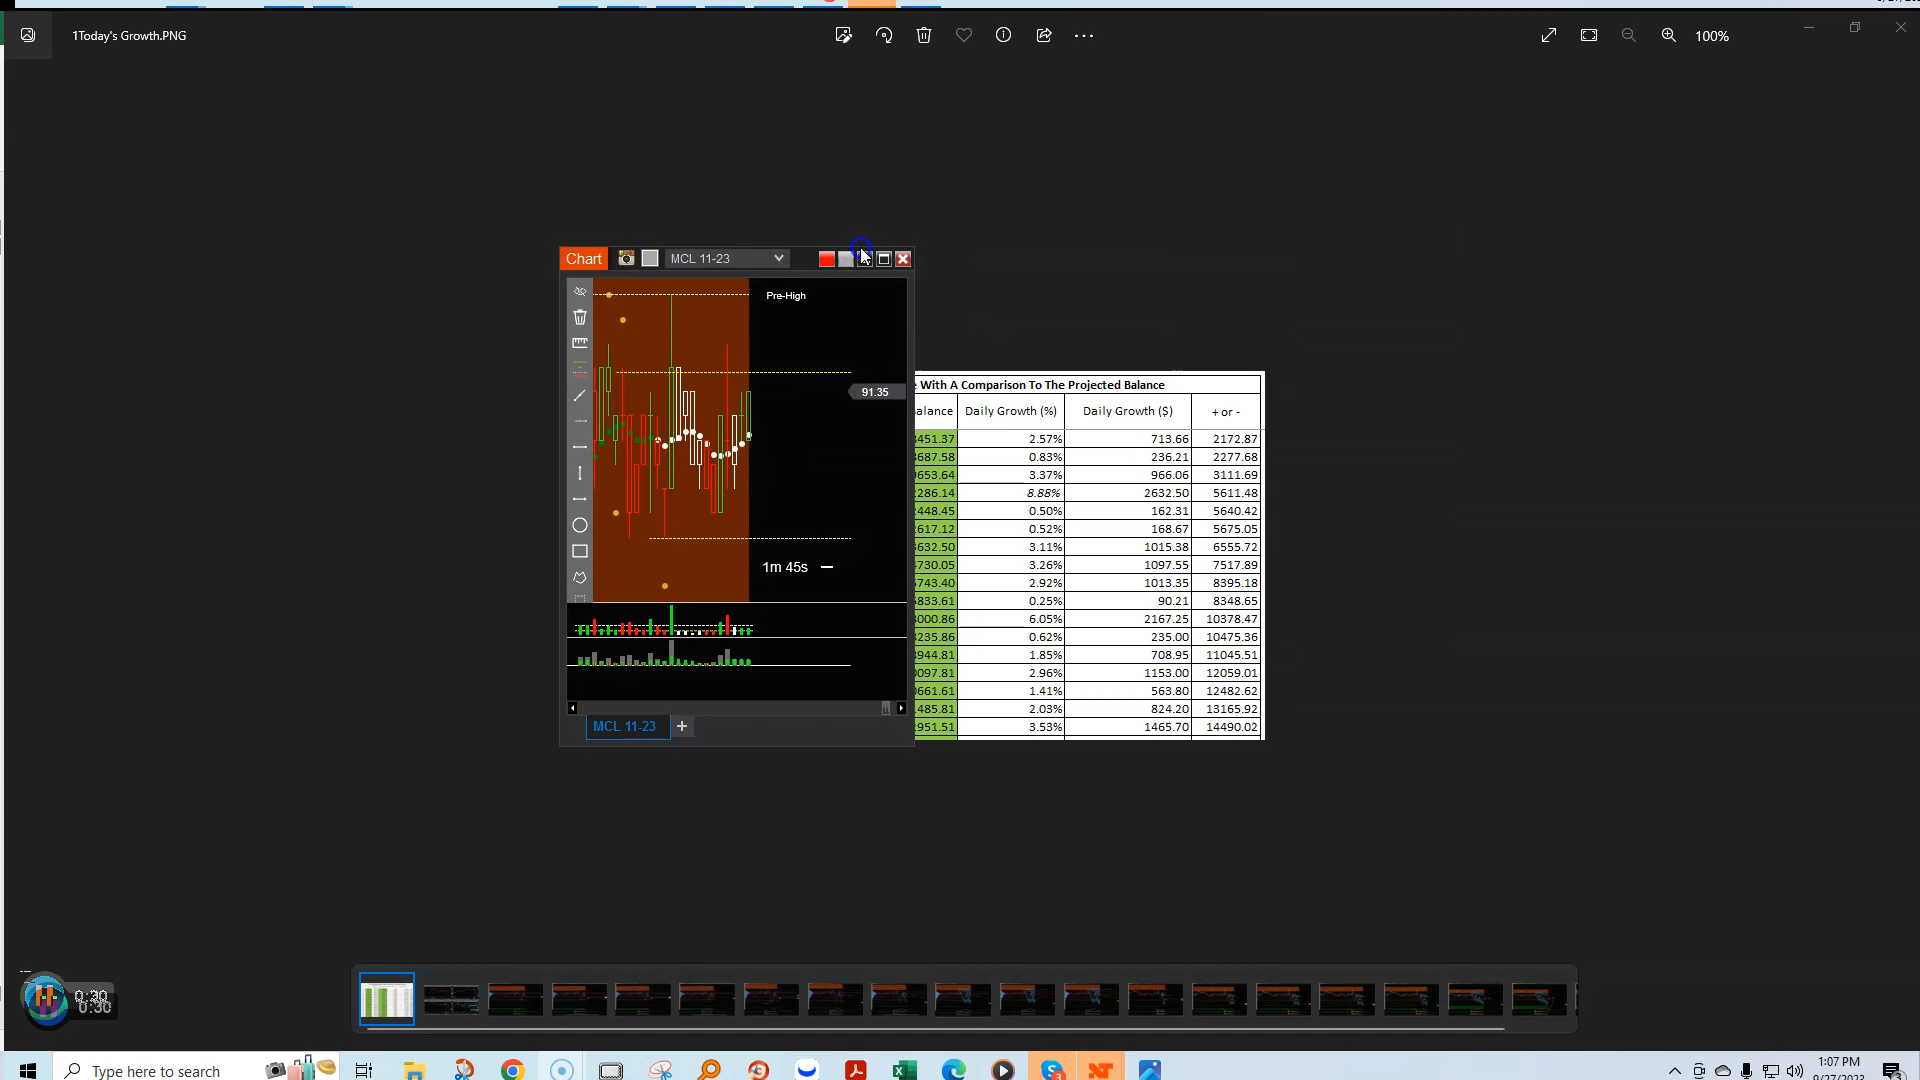 1Today's Growth.PNG
100%
Chart
MCL 11-23
Pre-High
91.35
1m 45s
MCL 11-23
With A Comparison To The Projected Balance
Daily Growth (%) Daily Growth ($) + or -
451.37 2.57% 713.66 2172.87
687.58 0.83% 236.21 2277.68
653.64 3.37% 966.06 3111.69
286.14 8.88% 2632.50 5611.48
448.45 0.50% 162.31 5640.42
617.12 0.52% 168.67 5675.05
632.50 3.11% 1015.38 6555.72
730.05 3.26% 1097.55 7517.89
743.40 2.92% 1013.35 8395.18
833.61 0.25% 90.21 8348.65
000.86 6.05% 2167.25 10378.47
235.86 0.62% 235.00 10475.36
944.81 1.85% 708.95 11045.51
097.81 2.96% 1153.00 12059.01
661.61 1.41% 563.80 12482.62
485.81 2.03% 824.20 13165.92
951.51 3.53% 1465.70 14490.02
0:30
Type here to search
1:07 PM